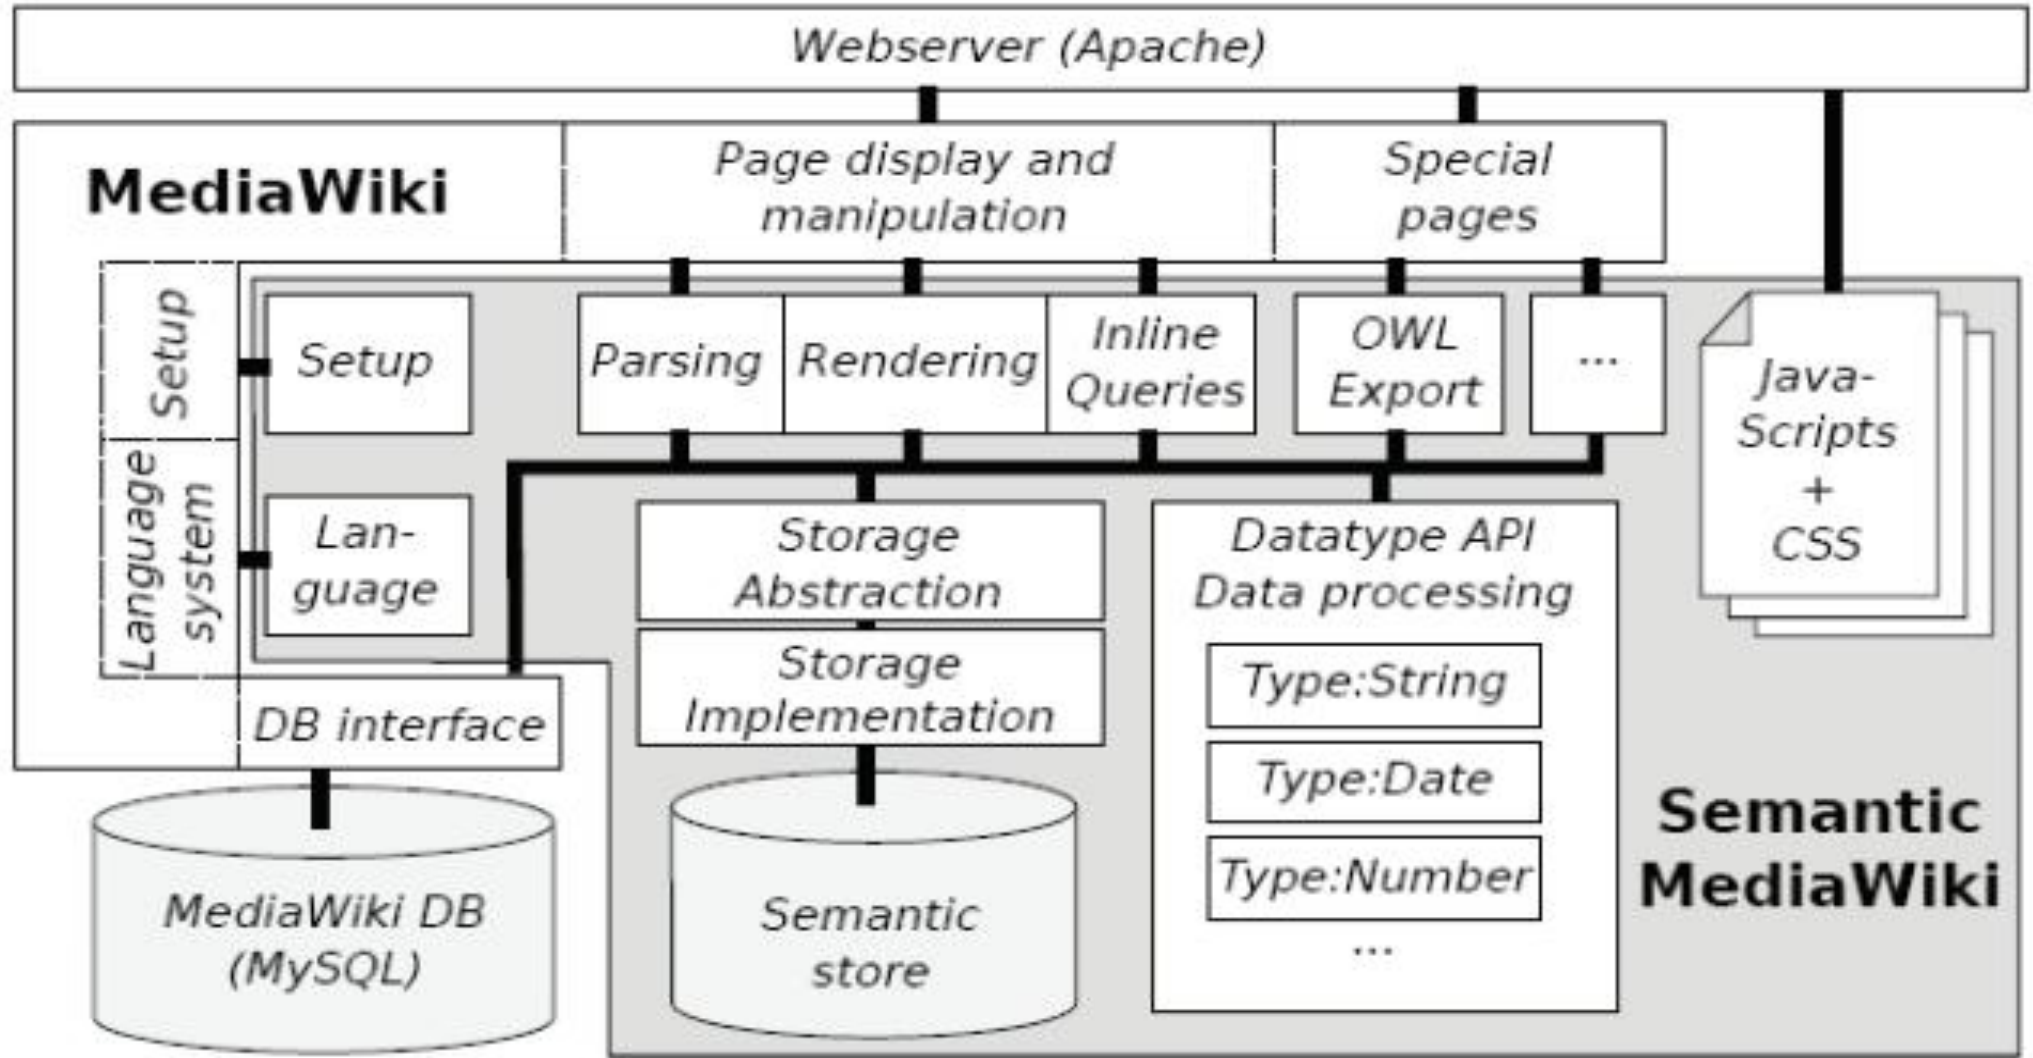 Webserver (Apache)
MediaWiki
Page display and
manipulation
Special
pages
Setup
Language
system
Setup
Lan-
guage
Parsing
Rendering
Inline
Queries
OWL
Export
...
Java-
Scripts
+
CSS
Storage
Abstraction
Storage
Implementation
Datatype API
Data processing
Type:String
Type:Date
Type:Number
...
DB interface
MediaWiki DB
(MySQL)
Semantic
store
Semantic
MediaWiki